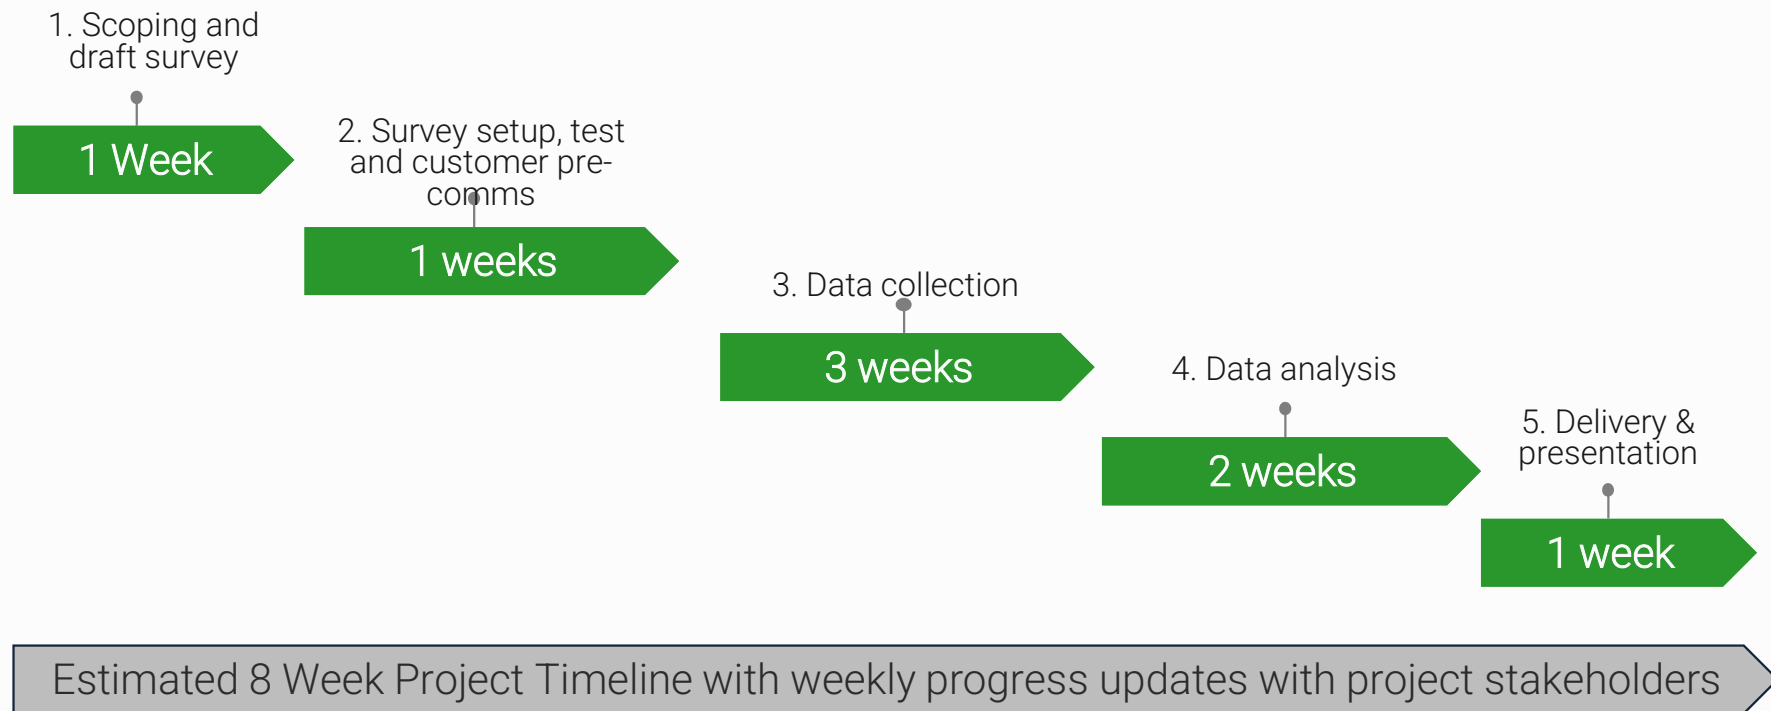 1. Scoping and
draft survey
1 Week
2. Survey setup, test
and customer pre-
comms
1 weeks
3. Data collection
3 weeks
4. Data analysis
2 weeks
5. Delivery &
presentation
1 week
Estimated 8 Week Project Timeline with weekly progress updates with project stakeholders